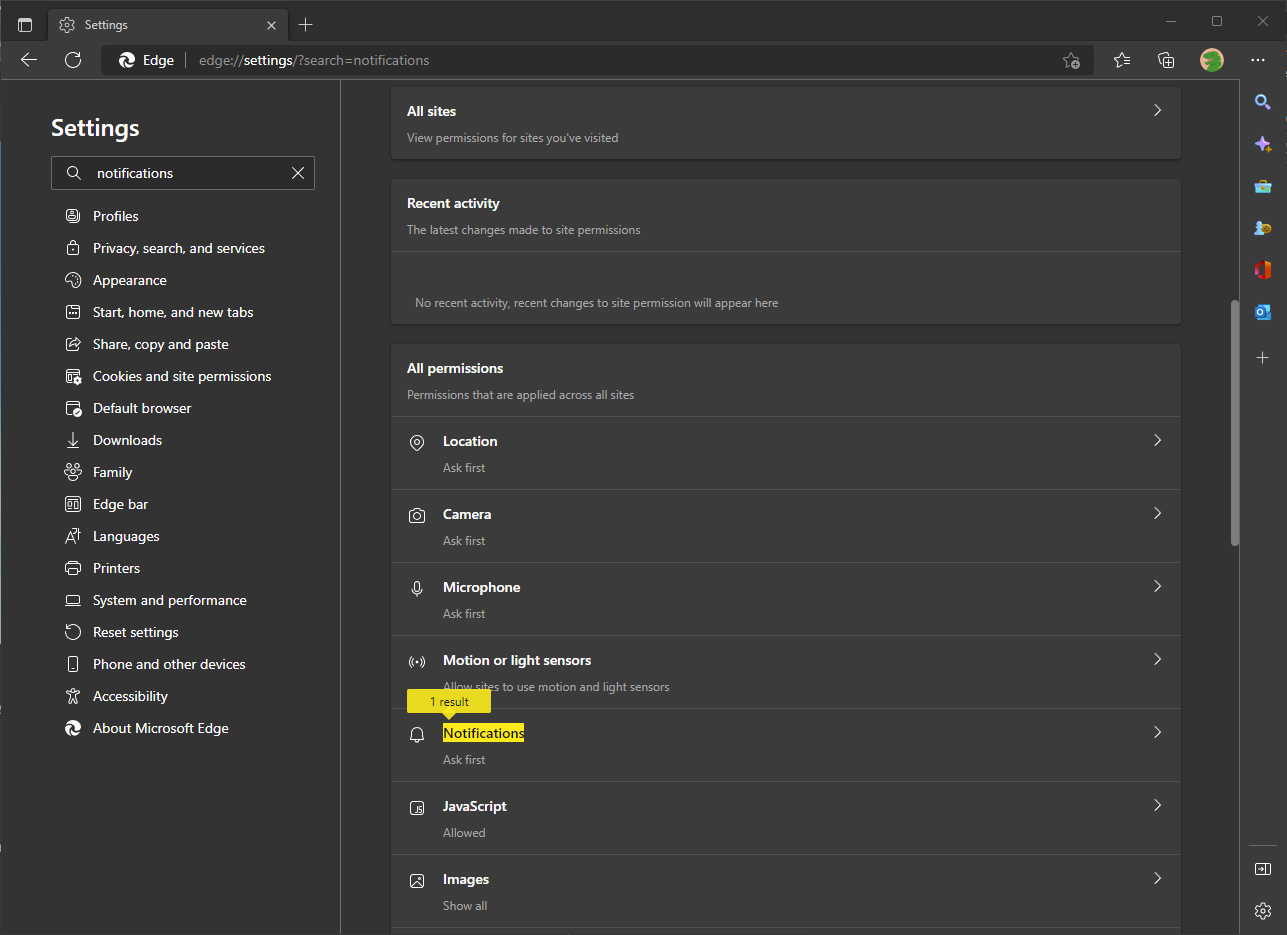 Settings
Edge
edge://settings/?search=notifications
Settings
notifications
Profiles
Privacy, search, and services
Appearance
Start, home, and new tabs
Share, copy and paste
Cookies and site permissions
Default browser
Downloads
Family
Edge bar
Languages
Printers
System and performance
Reset settings
Phone and other devices
Accessibility
About Microsoft Edge
All sites
View permissions for sites you've visited
Recent activity
The latest changes made to site permissions
No recent activity, recent changes to site permission will appear here
All permissions
Permissions that are applied across all sites
Location
Ask first
Camera
Ask first
Microphone
Ask first
Motion or light sensors
Allow sites to use motion and light sensors
1 result
Notifications
Ask first
JavaScript
Allowed
Images
Show all